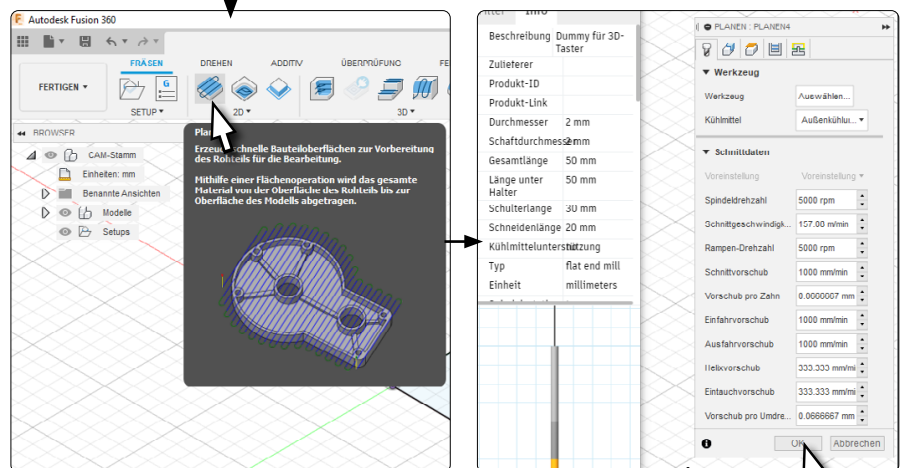 Autodesk Fusion 360
FRÄSEN
DREHEN
ADDITIV
ÜBERPRÜFUNG
FE
FERTIGEN
SETUP
2D
3D
BROWSER
CAM-Stamm
Einheiten: mm
Benannte Ansichten
Modelle
Setups
Plan
Erzeu schnelle Bauteiloberflächen zur Vorbereitung
des Rohteils für die Bearbeitung.
Mithilfe einer Flächenoperation wird das gesamte
Material von der Oberfläche des Rohteils bis zur
Oberfläche des Modells abgetragen.
Info
Beschreibung Dummy für 3D-
Taster
Zulieferer
Produkt-ID
Produkt-Link
Durchmesser 2 mm
Schaftdurchmesser 2 mm
Gesamtlänge 50 mm
Länge unter 50 mm
Halter
Schulterlänge 30 mm
Schneidenlänge 20 mm
Kühlmittelunterstützung
Typ flat end mill
Einheit millimeters
PLANEN : PLANEN4
Werkzeug
Werkzeug Auswählen...
Kühlmittel Außenkühlu...
Schnittdaten
Voreinstellung Voreinstellung
Spindeldrehzahl 5000 rpm
Schnittgeschwindigk... 157.00 m/min
Rampen-Drehzahl 5000 rpm
Schnittvorschub 1000 mm/min
Vorschub pro Zahn 0.0666667 mm
Einfahrvorschub 1000 mm/min
Ausfahrvorschub 1000 mm/min
Helixvorschub 333.333 mm/mi
Eintauchvorschub 333.333 mm/mi
Vorschub pro Umdre... 0.0666667 mm
OK Abbrechen